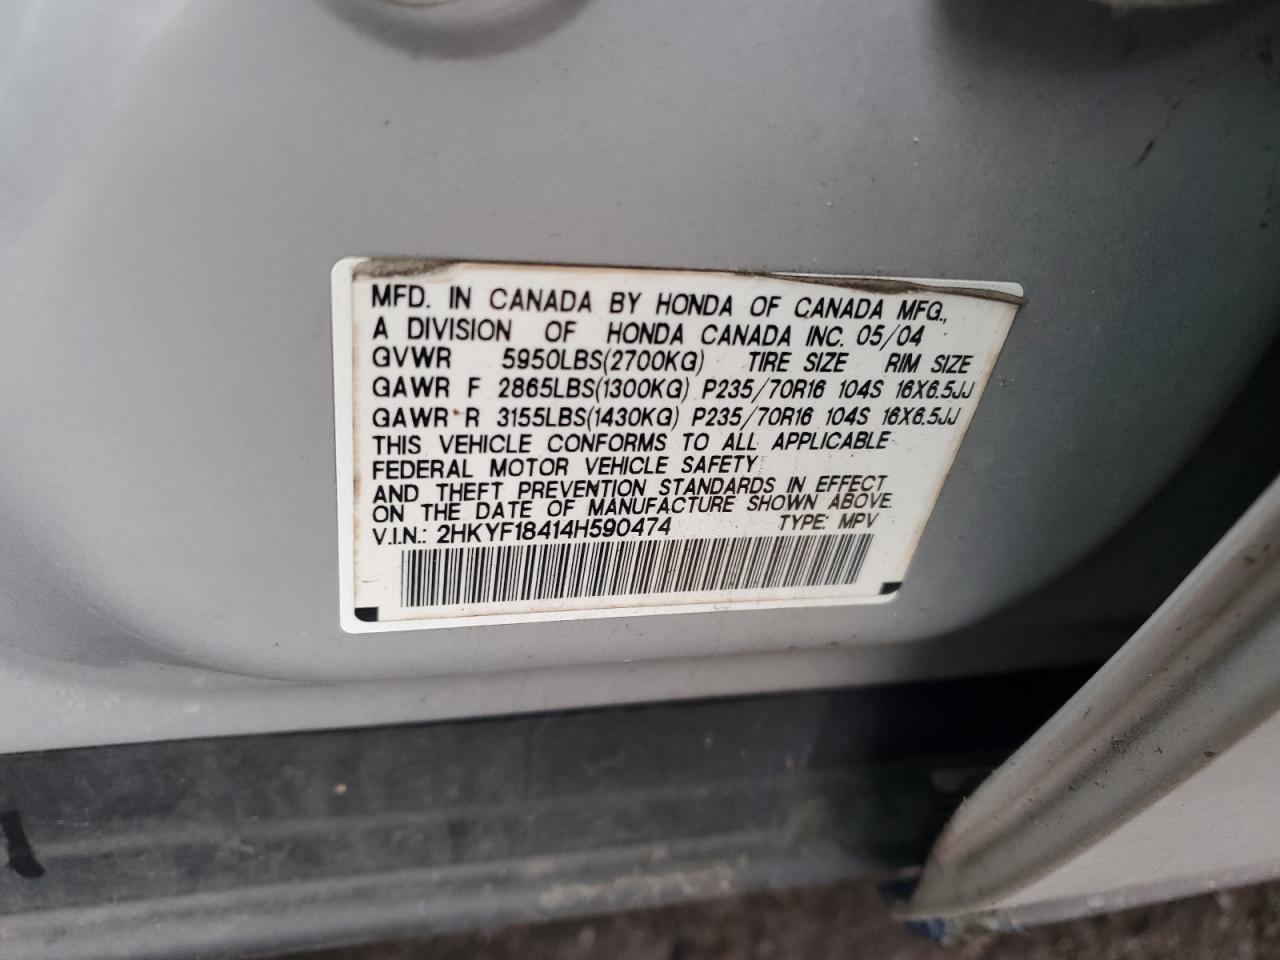 MFD. IN CANADA BY HONDA OF CANADA MFG.,
A DIVISION OF HONDA CANADA INC. 05/04
GVWR 5950LBS(2700KG) TIRE SIZE RIM SIZE
GAWR F 2865LBS(1300KG) P235/70R16 104S 16X6.5JJ
GAWR R 3155LBS(1430KG) P235/70R16 104S 16X6.5JJ
THIS VEHICLE CONFORMS TO ALL APPLICABLE
FEDERAL MOTOR VEHICLE SAFETY
AND THEFT PREVENTION STANDARDS IN EFFECT
ON THE DATE OF MANUFACTURE SHOWN ABOVE.
V.I.N.: 2HKYF18414H590474 TYPE: MPV